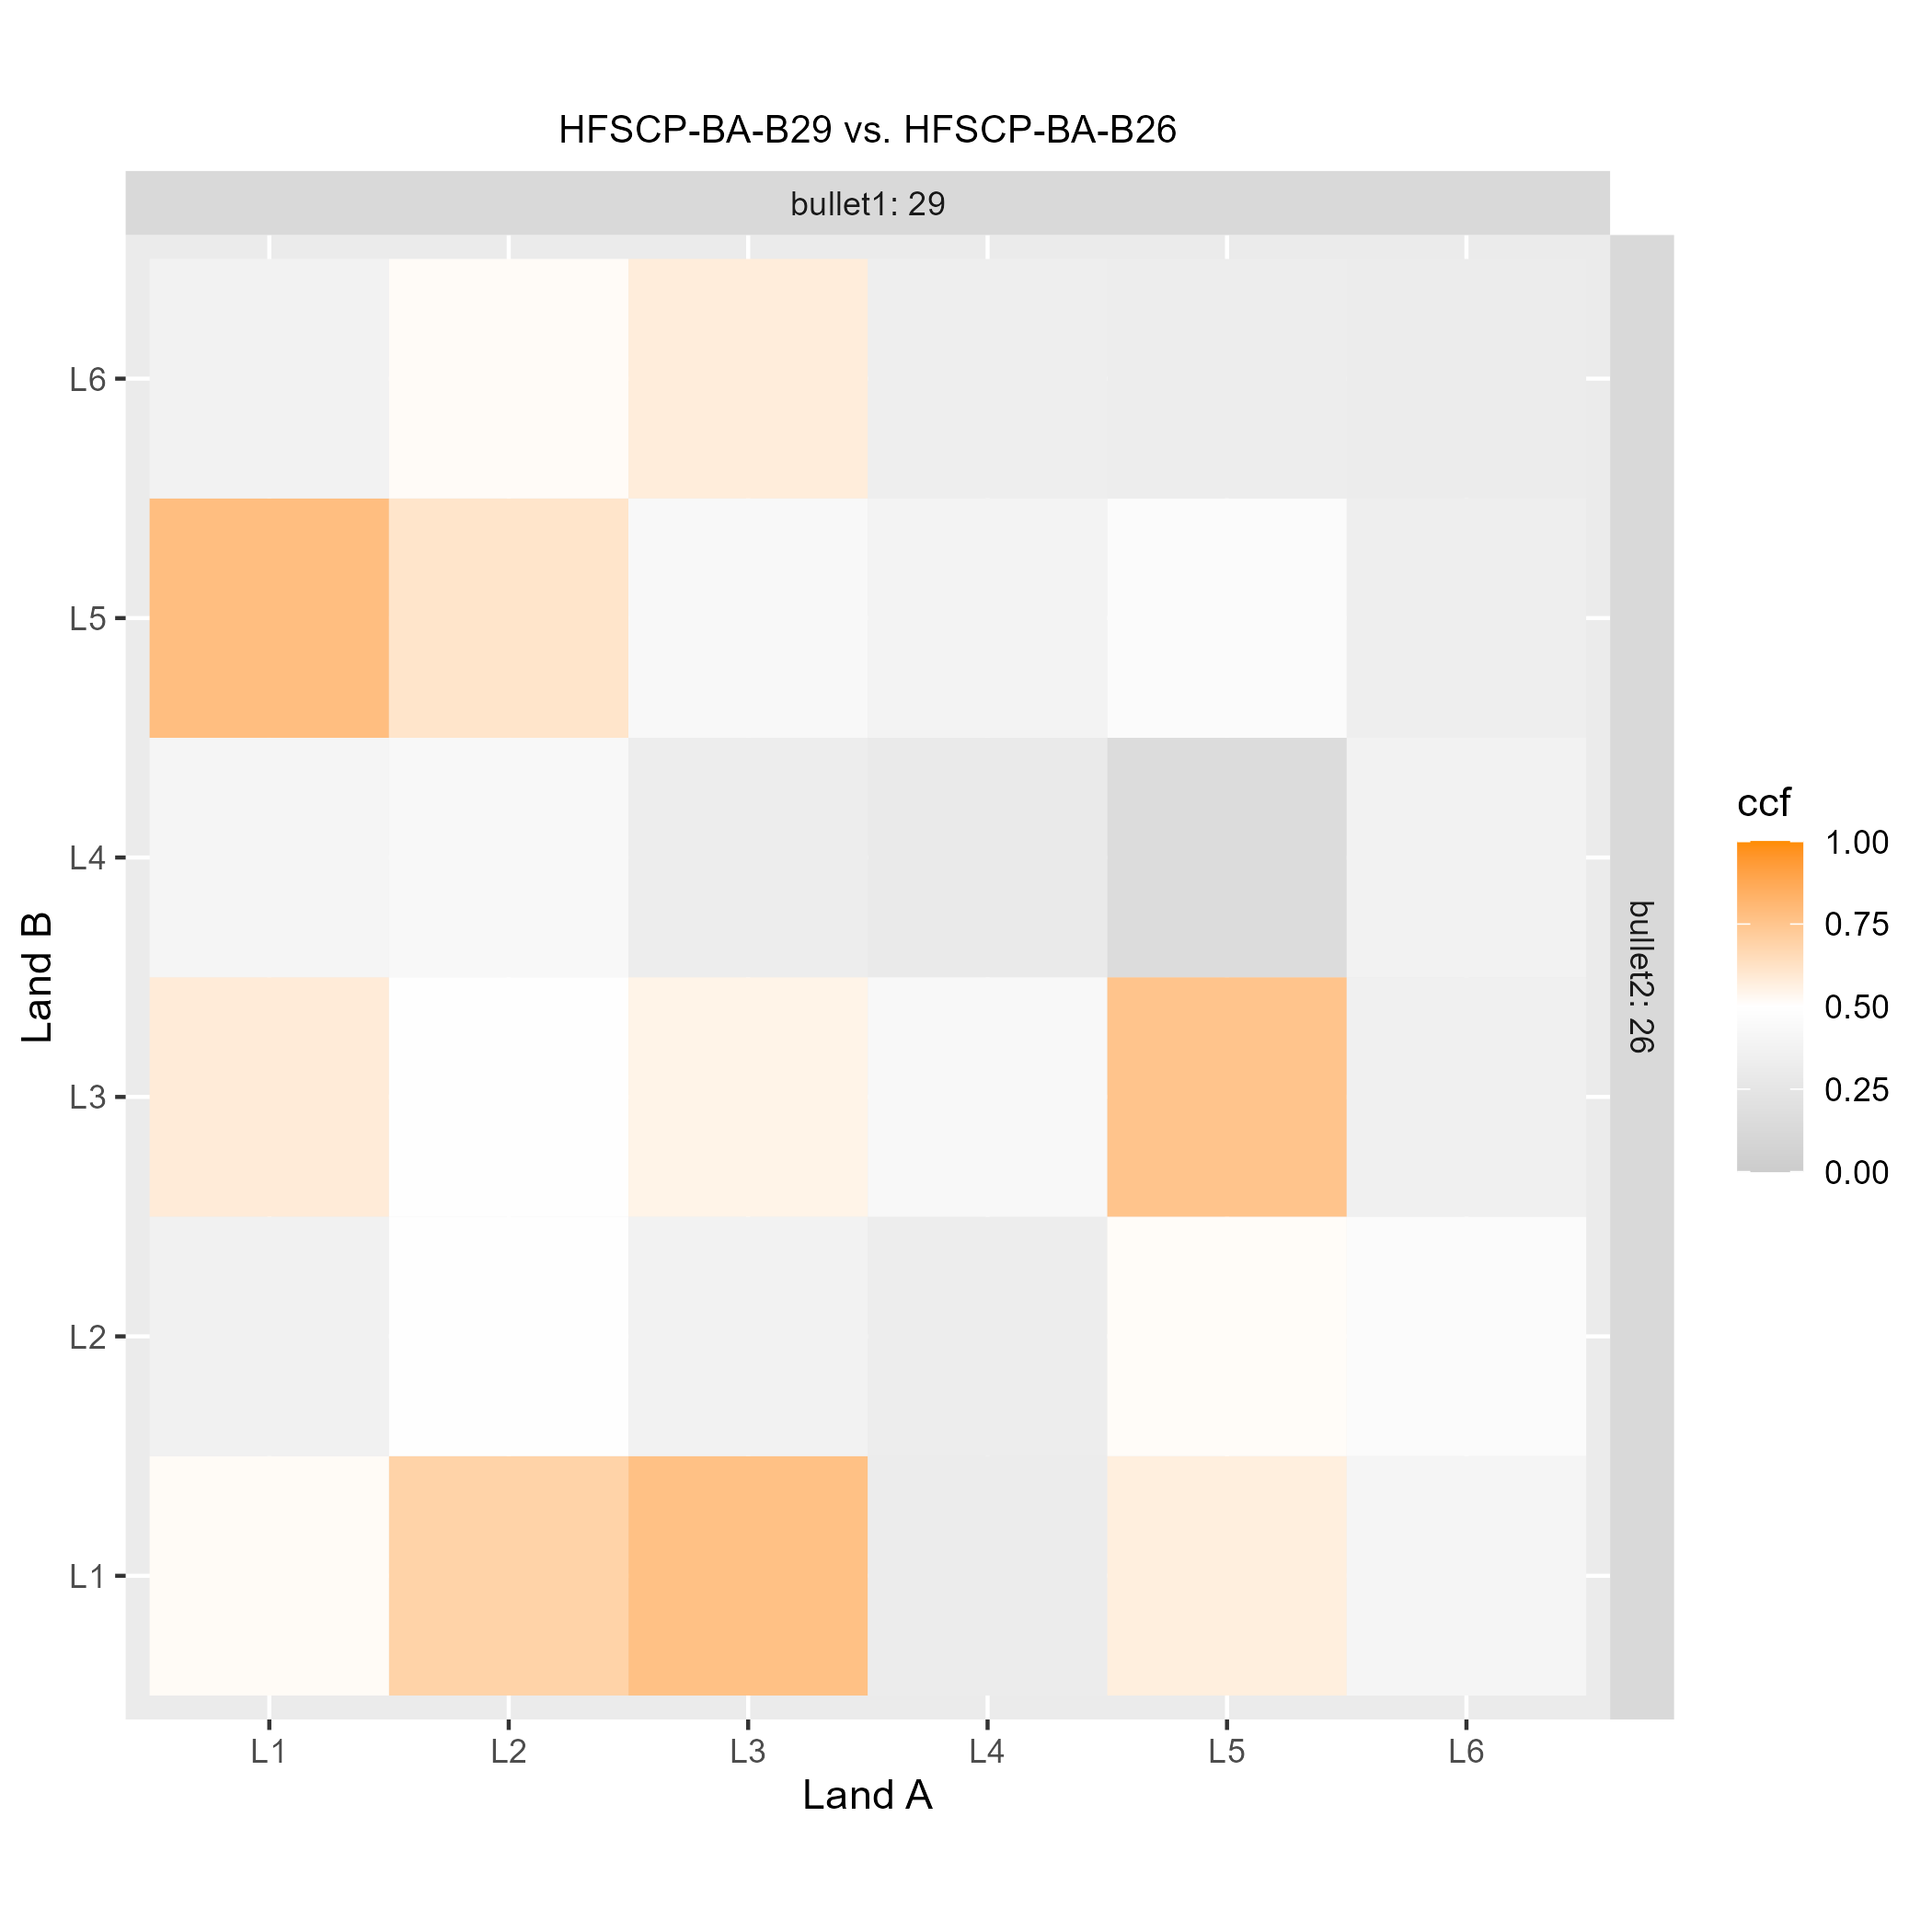 HFSCP-BA-B29 vs. HFSCP-BA-B26
bullet1: 29
L6
L5
L4
L3
L2
L1
Land B
bullet2: 26
L1 L2 L3 L4 L5 L6
Land A
ccf
1.00
0.75
0.50
0.25
0.00